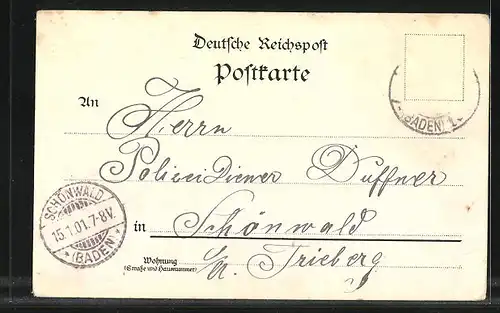 Deutsche Reichspost
Postkarte
(BADEN)
An Herrn
PolizeiDiener Duffner
SCHÖNWALD
15.1.01.7-8V.
* (BADEN) *
in Schönwald
Wohnung
(Straße und Hausnummer)
Trieberg